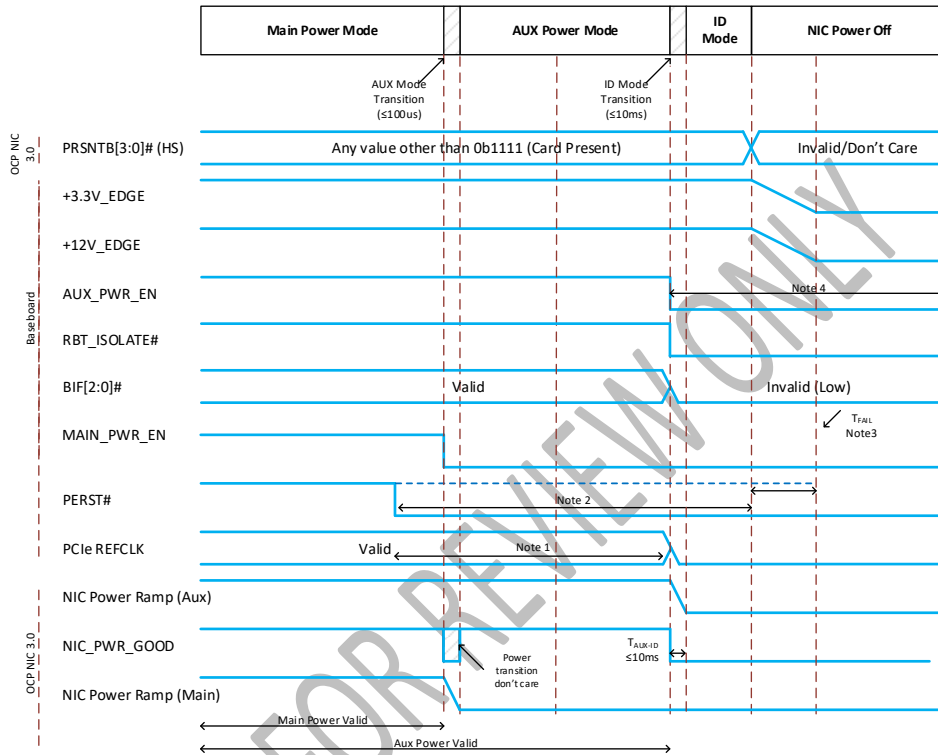 Main Power Mode
AUX Power Mode
ID
Mode
NIC Power Off
AUX Mode
Transition
(≤100us)
ID Mode
Transition
(≤10ms)
OCP NIC
3.0
PRSNTB[3:0]# (HS)
Any value other than 0b1111 (Card Present)
Invalid/Don't Care
+3.3V_EDGE
+12V_EDGE
Baseboard
AUX_PWR_EN
Note 4
RBT_ISOLATE#
BIF[2:0]#
Valid
Invalid (Low)
MAIN_PWR_EN
TFAIL
Note3
PERST#
Note 2
PCIe REFCLK
Valid
Note 1
NIC Power Ramp (Aux)
OCP NIC 3.0
NIC_PWR_GOOD
Power
transition
don't care
TAUX-ID
≤10ms
NIC Power Ramp (Main)
Main Power Valid
Aux Power Valid
FOR REVIEW ONLY